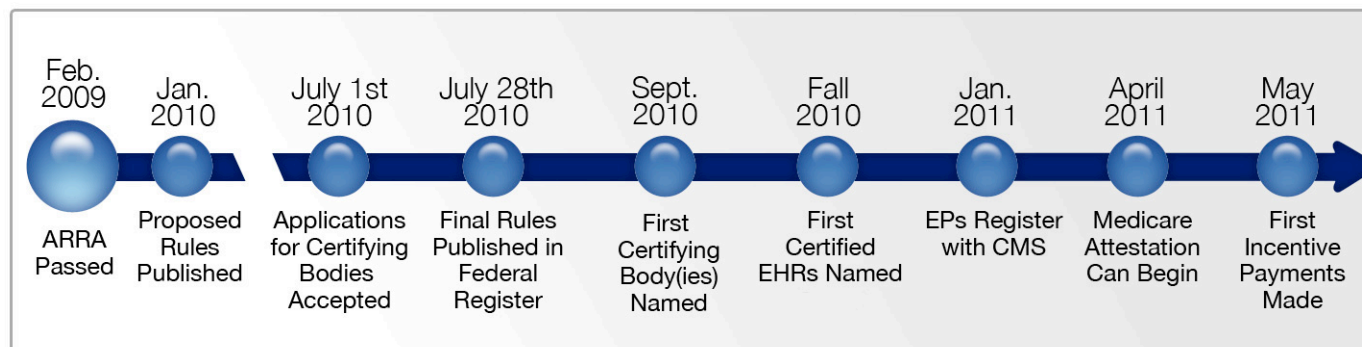 Feb.
2009
Jan.
2010
July 1st
2010
July 28th
2010
Sept.
2010
Fall
2010
Jan.
2011
April
2011
May
2011
ARRA
Passed
Proposed
Rules
Published
Applications
for Certifying
Bodies
Accepted
Final Rules
Published in
Federal
Register
First
Certifying
Body(ies)
Named
First
Certified
EHRs Named
EPs Register
with CMS
Medicare
Attestation
Can Begin
First
Incentive
Payments
Made